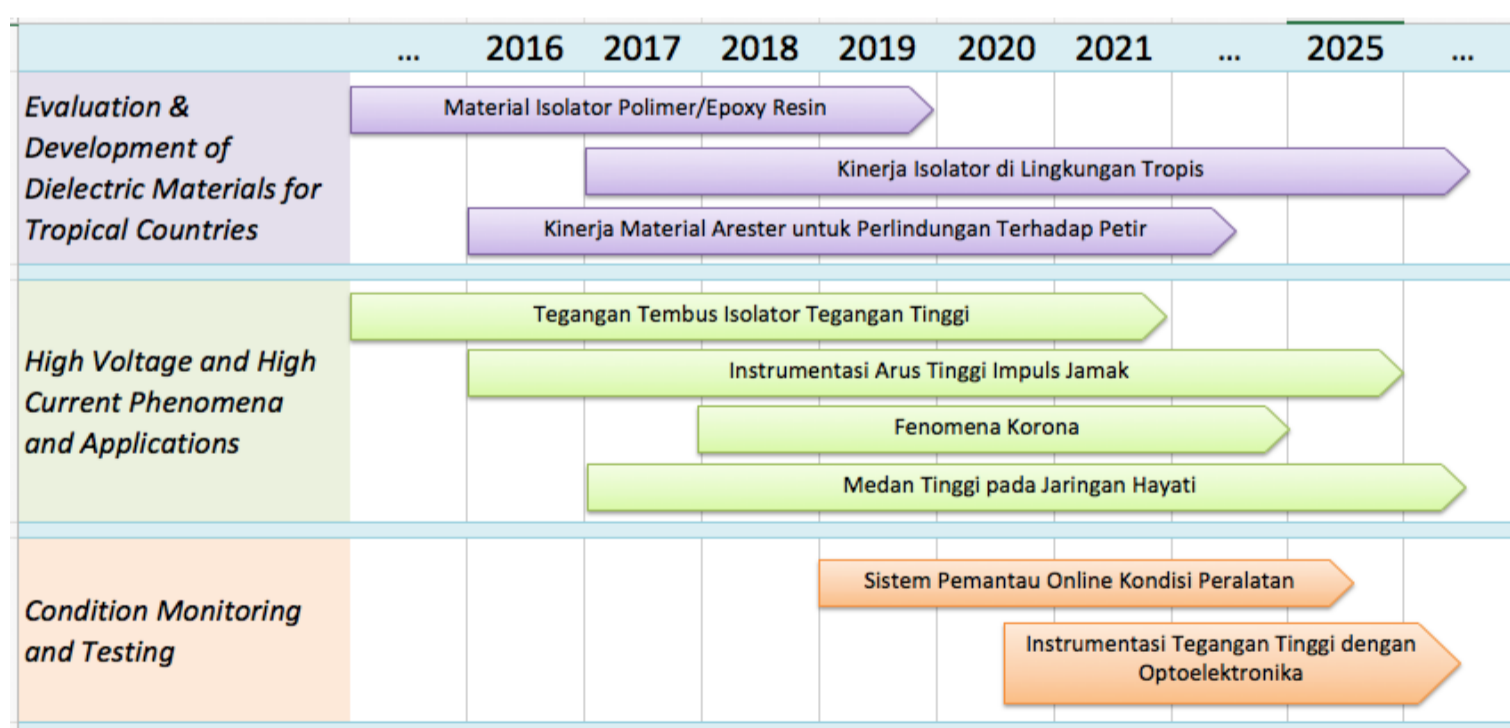 ... 2016 2017 2018 2019 2020 2021 ... 2025 ...
Evaluation &
Development of
Dielectric Materials for
Tropical Countries
Material Isolator Polimer/Epoxy Resin
Kinerja Isolator di Lingkungan Tropis
Kinerja Material Arester untuk Perlindungan Terhadap Petir
High Voltage and High
Current Phenomena
and Applications
Tegangan Tembus Isolator Tegangan Tinggi
Instrumentasi Arus Tinggi Impuls Jamak
Fenomena Korona
Medan Tinggi pada Jaringan Hayati
Condition Monitoring
and Testing
Sistem Pemantau Online Kondisi Peralatan
Instrumentasi Tegangan Tinggi dengan
Optoelektronika